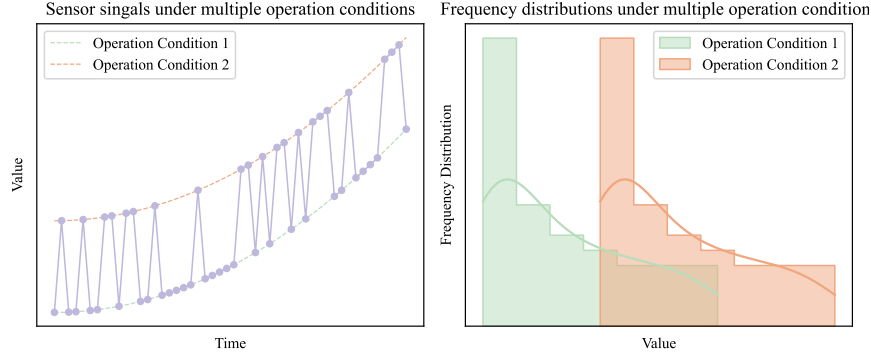 Sensor singals under multiple operation conditions
Operation Condition 1
Operation Condition 2
Value
Time
Frequency distributions under multiple operation condition
Operation Condition 1
Operation Condition 2
Frequency Distribution
Value